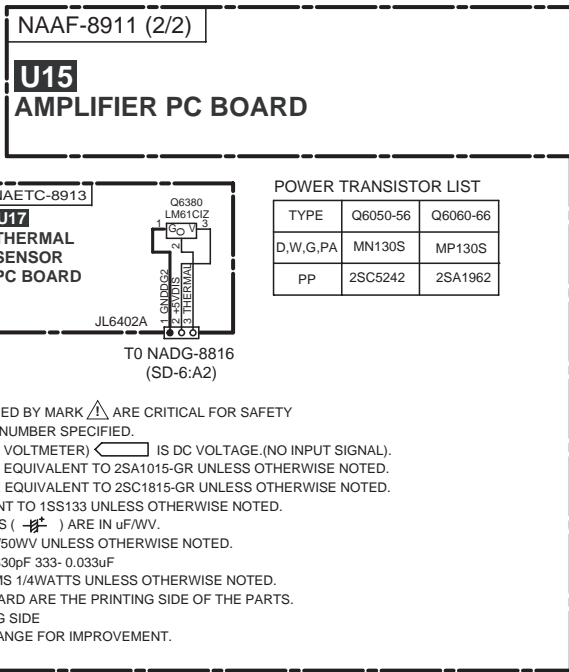 NAAF-8911 (2/2)
U15
AMPLIFIER PC BOARD
NAETC-8913
U17
THERMAL
SENSOR
PC BOARD
Q6380
LM61CIZ
1 G O V 3
2
1 GNDDG2
2 +5VDIS
3 THERMAL
JL6402A
T0 NADG-8816
(SD-6:A2)
POWER TRANSISTOR LIST
TYPE Q6050-56 Q6060-66
D,W,G,PA MN130S MP130S
PP 2SC5242 2SA1962
ED BY MARK ! ARE CRITICAL FOR SAFETY
NUMBER SPECIFIED.
VOLTMETER) IS DC VOLTAGE.(NO INPUT SIGNAL).
EQUIVALENT TO 2SA1015-GR UNLESS OTHERWISE NOTED.
EQUIVALENT TO 2SC1815-GR UNLESS OTHERWISE NOTED.
NT TO 1SS133 UNLESS OTHERWISE NOTED.
S ( + ) ARE IN uF/WV.
/50WV UNLESS OTHERWISE NOTED.
30pF 333- 0.033uF
MS 1/4WATTS UNLESS OTHERWISE NOTED.
ARD ARE THE PRINTING SIDE OF THE PARTS.
G SIDE
ANGE FOR IMPROVEMENT.